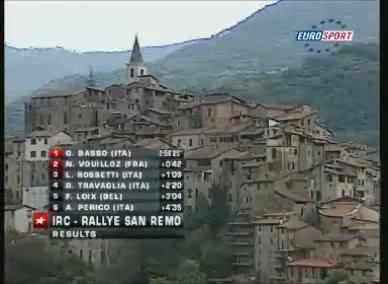 EUROSPORT
1 G. BASSO (ITA) 2:56:25
2 N. VOUILLOZ (FRA) +0:42
3 L. ROSSETTI (ITA) +1:09
4 R. TRAVAGLIA (ITA) +2:20
5 F. LOIX (BEL) +3:04
6 A. PERICO (ITA) +4:35
IRC - RALLYE SAN REMO
RESULTS